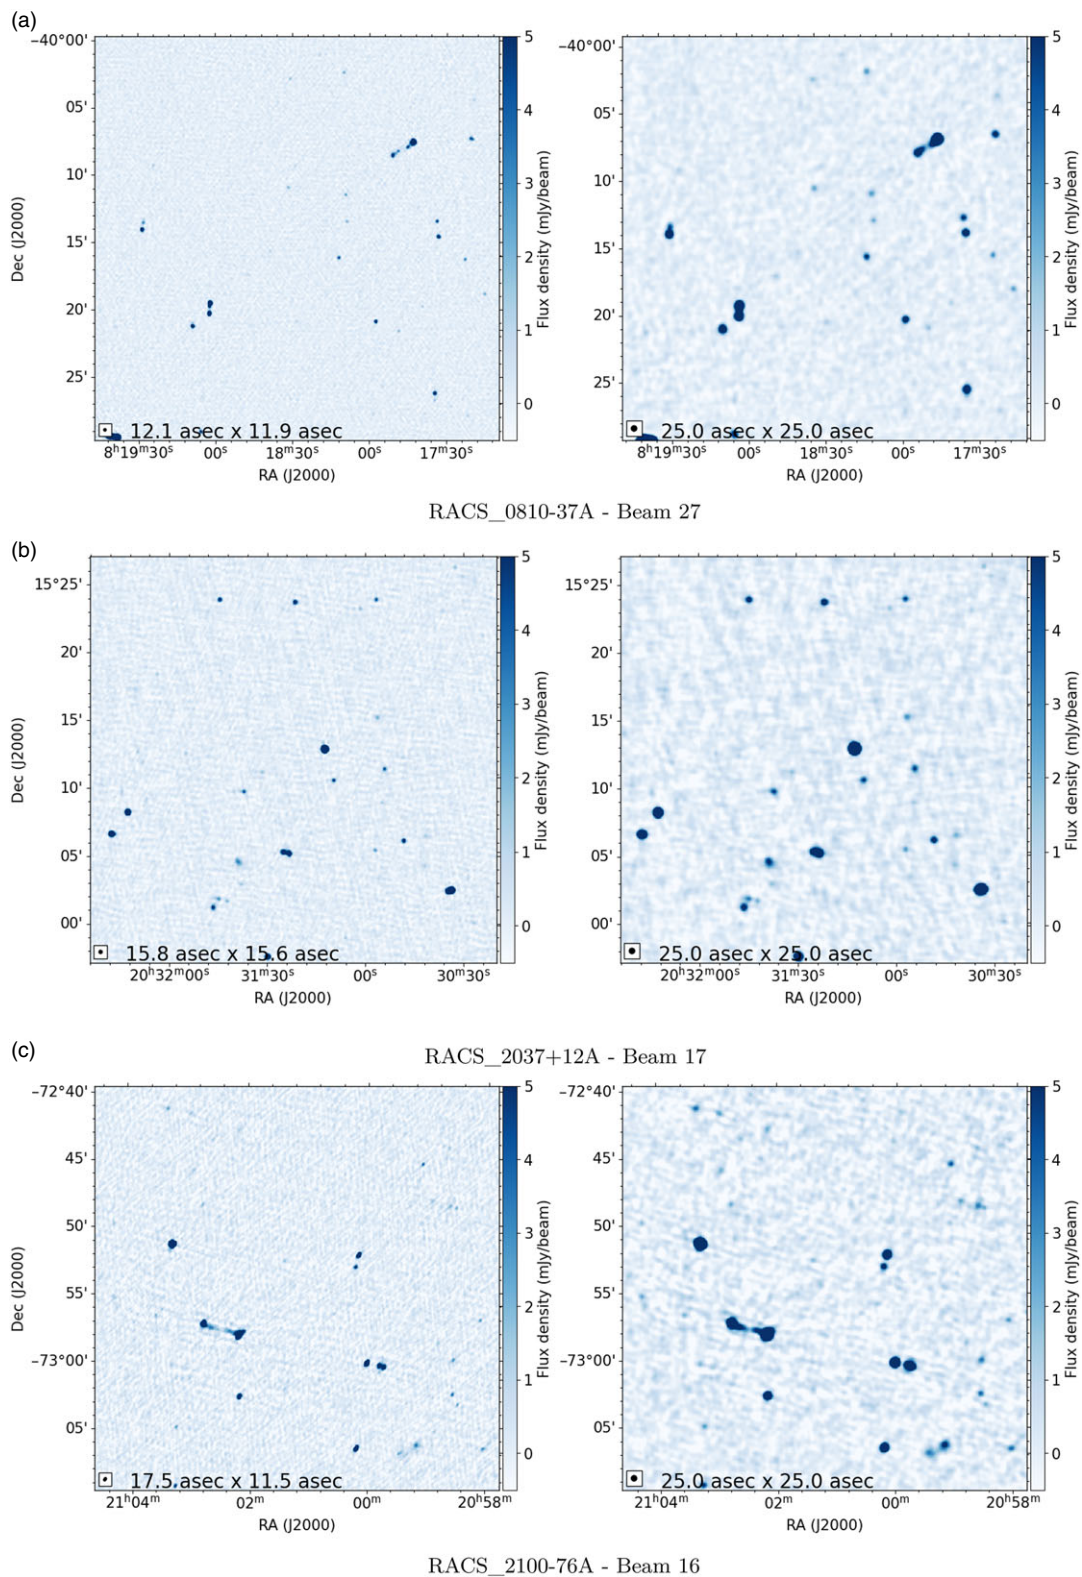 (a)
−40°00'
05'
10'
15'
20'
25'
Dec (J2000)
12.1 asec x 11.9 asec
8ʰ19ᵐ30ˢ 00ˢ 18ᵐ30ˢ 00ˢ 17ᵐ30ˢ
RA (J2000)
5
4
3
2
1
0
Flux density (mJy/beam)
−40°00'
05'
10'
15'
20'
25'
25.0 asec x 25.0 asec
8ʰ19ᵐ30ˢ 00ˢ 18ᵐ30ˢ 00ˢ 17ᵐ30ˢ
RA (J2000)
5
4
3
2
1
0
Flux density (mJy/beam)
RACS_0810-37A - Beam 27
(b)
15°25'
20'
15'
10'
05'
00'
Dec (J2000)
15.8 asec x 15.6 asec
20ʰ32ᵐ00ˢ 31ᵐ30ˢ 00ˢ 30ᵐ30ˢ
RA (J2000)
5
4
3
2
1
0
Flux density (mJy/beam)
15°25'
20'
15'
10'
05'
00'
25.0 asec x 25.0 asec
20ʰ32ᵐ00ˢ 31ᵐ30ˢ 00ˢ 30ᵐ30ˢ
RA (J2000)
5
4
3
2
1
0
Flux density (mJy/beam)
RACS_2037+12A - Beam 17
(c)
−72°40'
45'
50'
55'
−73°00'
05'
Dec (J2000)
17.5 asec x 11.5 asec
21ʰ04ᵐ 02ᵐ 00ᵐ 20ʰ58ᵐ
RA (J2000)
5
4
3
2
1
0
Flux density (mJy/beam)
−72°40'
45'
50'
55'
−73°00'
05'
25.0 asec x 25.0 asec
21ʰ04ᵐ 02ᵐ 00ᵐ 20ʰ58ᵐ
RA (J2000)
5
4
3
2
1
0
Flux density (mJy/beam)
RACS_2100-76A - Beam 16